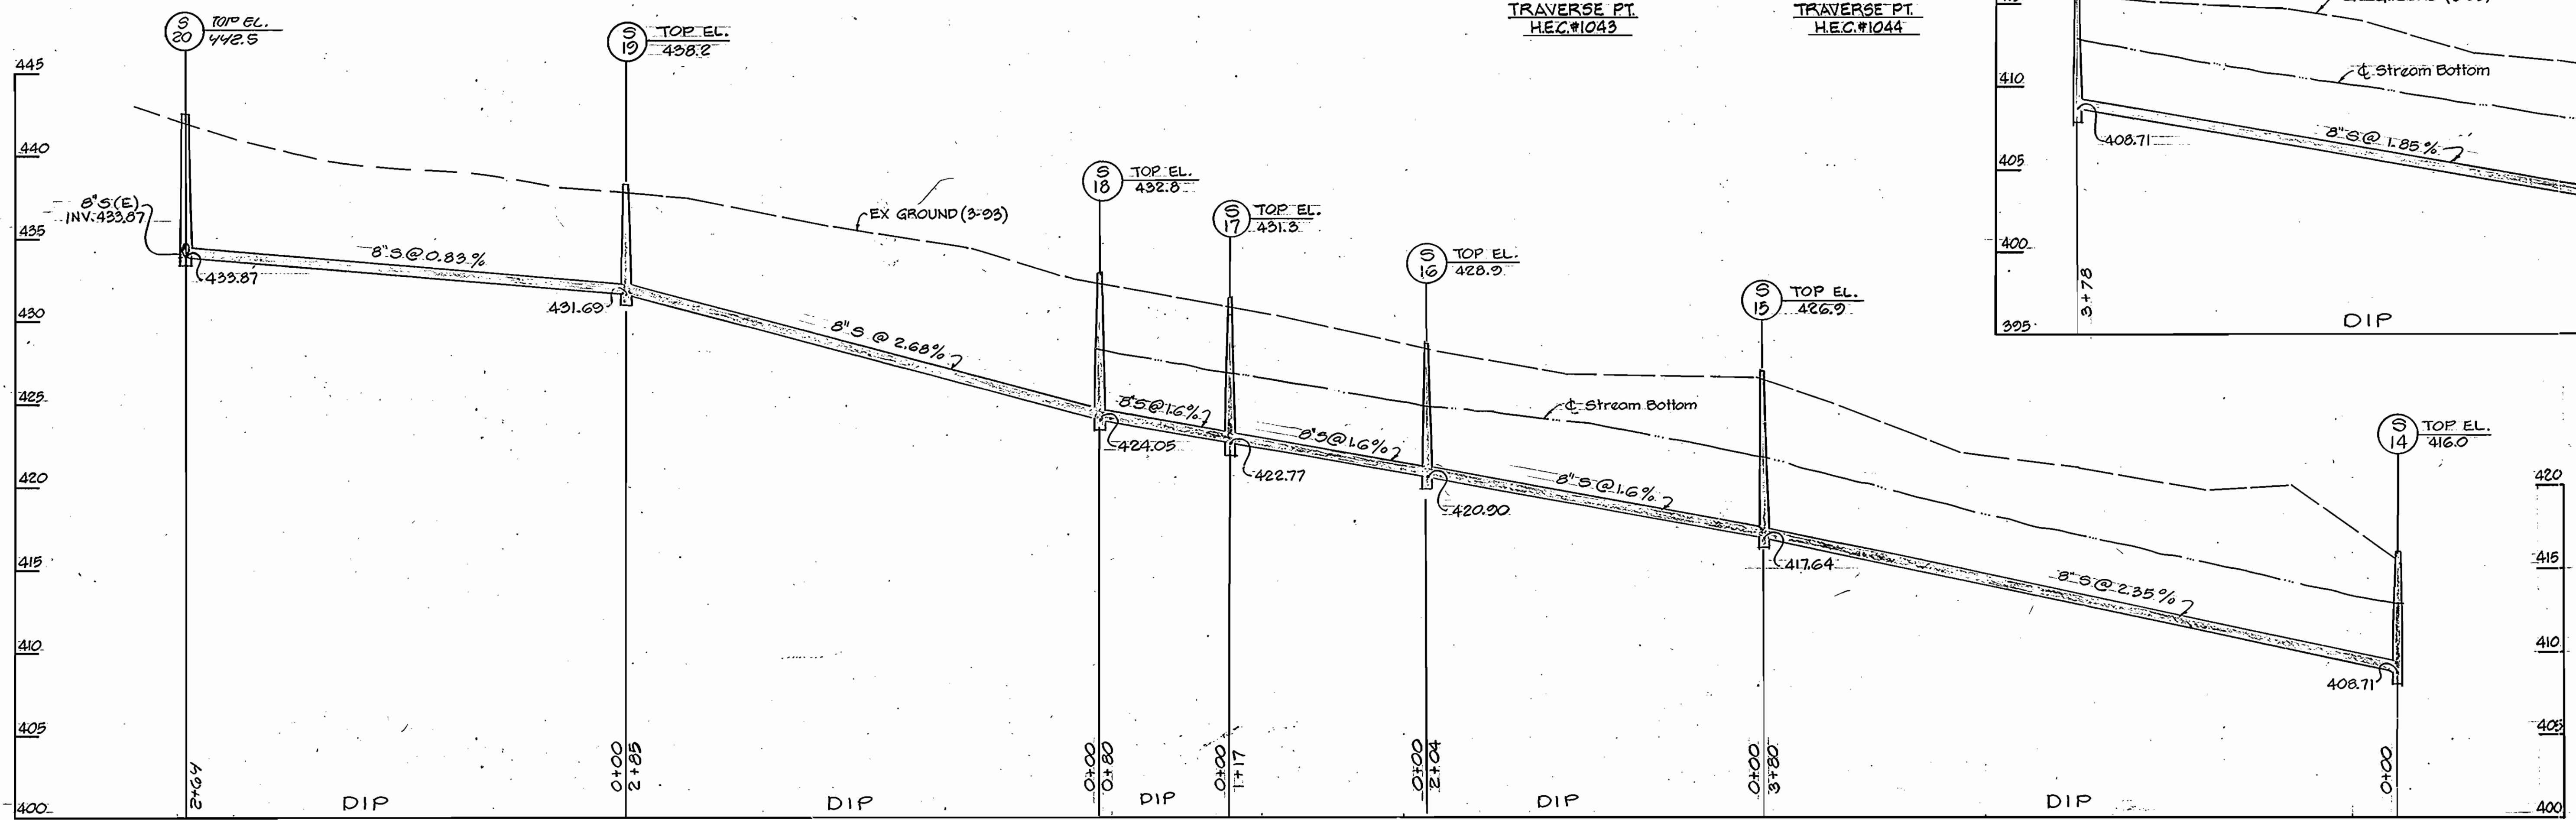 S
20
TOP EL.
442.5
S
19
TOP EL.
438.2
TRAVERSE PT.
H.E.C.#1043
TRAVERSE PT.
H.E.C.#1044
445
440
435
430
425
420
415
410
405
400
8"S(E)
INV. 433.87
433.87
8"S @ 0.83%
431.69
8"S @ 2.68%
EX GROUND (3-93)
S
18
TOP EL.
432.8
S
17
TOP EL.
431.3
S
16
TOP EL.
428.9
S
15
TOP EL.
426.9
S
14
TOP EL.
416.0
8"S@1.6%
424.05
422.77
8"S@1.6%
420.90
℄ Stream Bottom
8"S@1.6%
417.64
8"S@2.35%
408.71
420
415
410
405
400
2+64
DIP
0+00
2+85
DIP
0+00
0+80
DIP
0+00
1+17
0+00
2+04
DIP
0+00
3+80
DIP
0+00
410
405
400
395
℄ Stream Bottom
408.71
8"S@1.85%
3+78
DIP